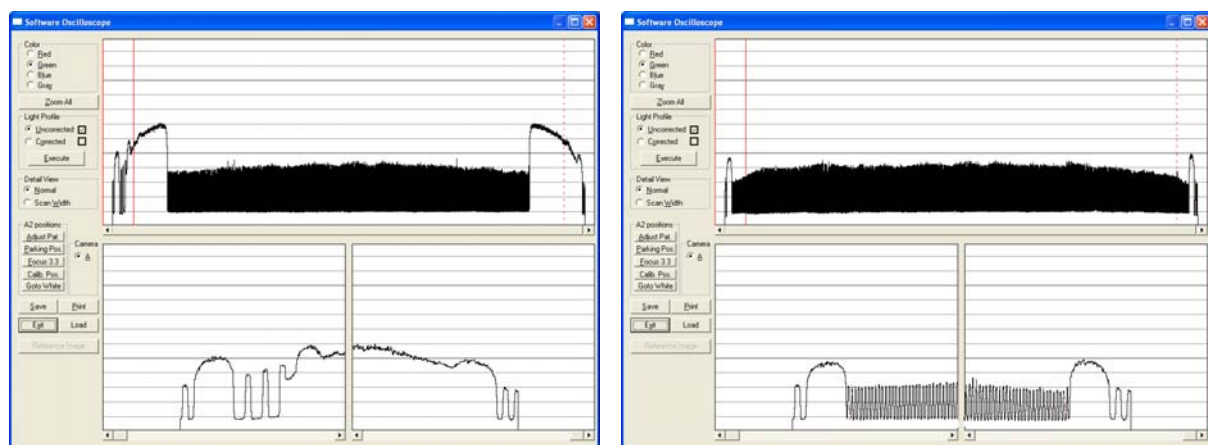 Software Oscilloscope
Color
Red
Green
Blue
Gray
Zoom All
Light Profile
Uncorrected
Corrected
Execute
Detail View
Normal
Scan Width
A2 positions
Adjust Pat.
Parking Pos.
Focus 3.3
Calib. Pos.
Goto White
Camera
A
Save Print
Exit Load
Reference Image
Software Oscilloscope
Color
Red
Green
Blue
Gray
Zoom All
Light Profile
Uncorrected
Corrected
Execute
Detail View
Normal
Scan Width
A2 positions
Adjust Pat.
Parking Pos.
Focus 3.3
Calib. Pos.
Goto White
Camera
A
Save Print
Exit Load
Reference Image